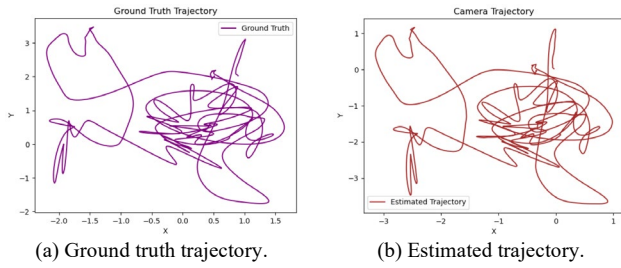 Ground Truth Trajectory
Ground Truth
Y
3
2
1
0
−1
−2
−2.0 −1.5 −1.0 −0.5 0.0 0.5 1.0 1.5
X
(a) Ground truth trajectory.
Camera Trajectory
Estimated Trajectory
Y
1
0
−1
−2
−3
−3 −2 −1 0 1
X
(b) Estimated trajectory.